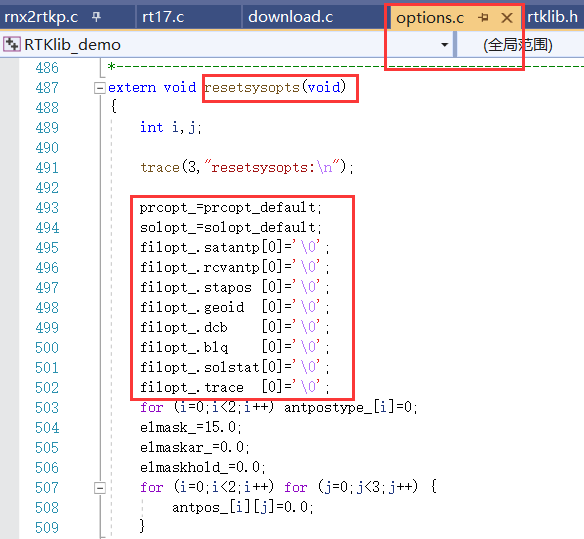 rnx2rtkp.c rt17.c download.c options.c rtklib.h
RTKlib_demo (全局范围)
486 *--------------------------------------------------------------
487 extern void resetsysopts(void)
488 {
489 int i,j;
490
491 trace(3,"resetsysopts:\n");
492
493 prcopt_=prcopt_default;
494 solopt_=solopt_default;
495 filopt_.satantp[0]='\0';
496 filopt_.rcvantp[0]='\0';
497 filopt_.stapos [0]='\0';
498 filopt_.geoid  [0]='\0';
499 filopt_.dcb    [0]='\0';
500 filopt_.blq    [0]='\0';
501 filopt_.solstat[0]='\0';
502 filopt_.trace  [0]='\0';
503 for (i=0;i<2;i++) antpostype_[i]=0;
504 elmask_=15.0;
505 elmaskar_=0.0;
506 elmaskhold_=0.0;
507 for (i=0;i<2;i++) for (j=0;j<3;j++) {
508 antpos_[i][j]=0.0;
509 }